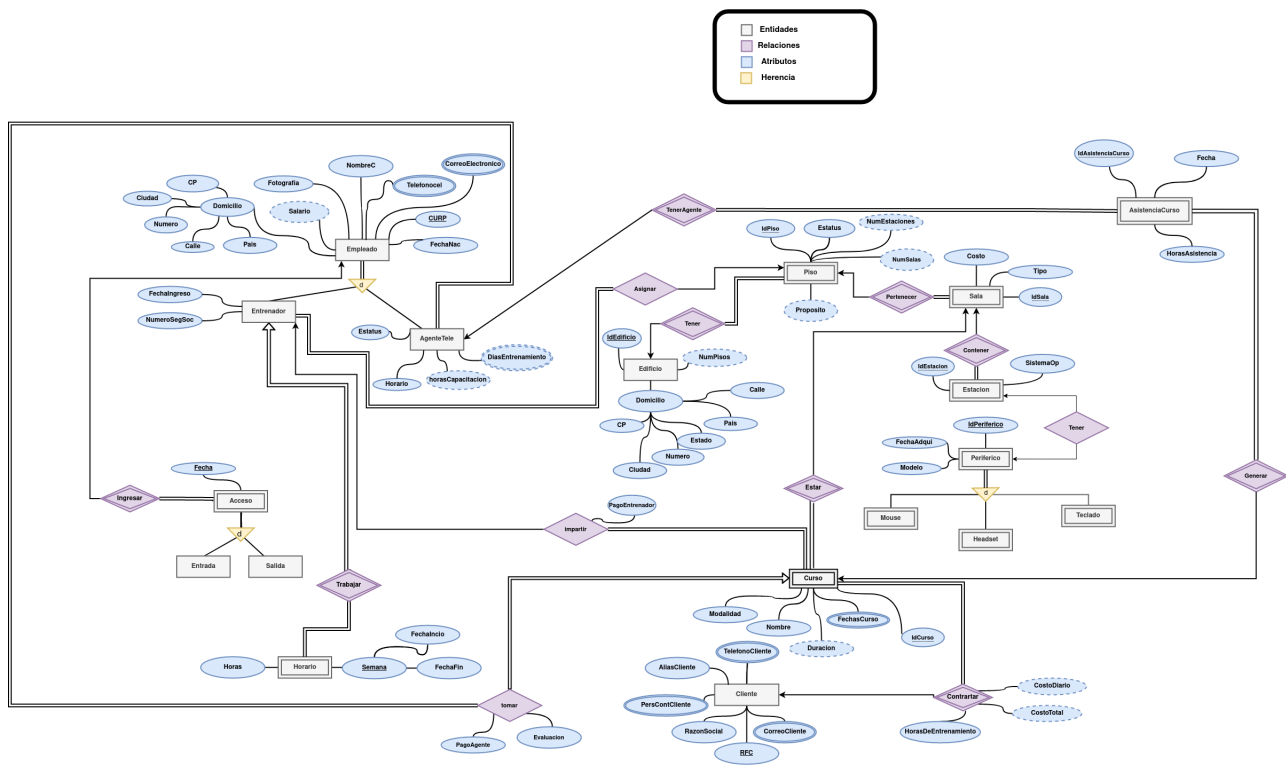 Entidades
Relaciones
Atributos
Herencia
NombreC
CorreoElectronico
CP
Fotografia
Telefonocel
Ciudad
Domicilio
Salario
CURP
Numero
Calle
Pais
Empleado
FechaNac
d
FechaIngreso
NumeroSegSoc
Entrenador
Estatus
AgenteTele
DiasEntrenamiento
Horario
horasCapacitacion
TenerAgente
IdAsistenciaCurso
Fecha
AsistenciaCurso
HorasAsistencia
IdPiso
Estatus
NumEstaciones
NumSalas
Piso
Proposito
Asignar
Tener
Pertenecer
Costo
Tipo
Sala
IdSala
Contener
IdEdificio
NumPisos
Edificio
Domicilio
Calle
Pais
CP
Estado
Numero
Ciudad
IdEstacion
SistemaOp
Estacion
Tener
IdPeriferico
FechaAdqui
Periferico
Modelo
d
Mouse
Teclado
Headset
Generar
Estar
Fecha
Ingresar
Acceso
d
Entrada
Salida
PagoEntrenador
impartir
Trabajar
Curso
Modalidad
Nombre
FechasCurso
Duracion
IdCurso
FechaIncio
Horas
Horario
Semana
FechaFin
TelefonoCliente
AliasCliente
PersContCliente
Cliente
RazonSocial
CorreoCliente
RFC
Contrartar
CostoDiario
CostoTotal
HorasDeEntrenamiento
tomar
PagoAgente
Evaluacion